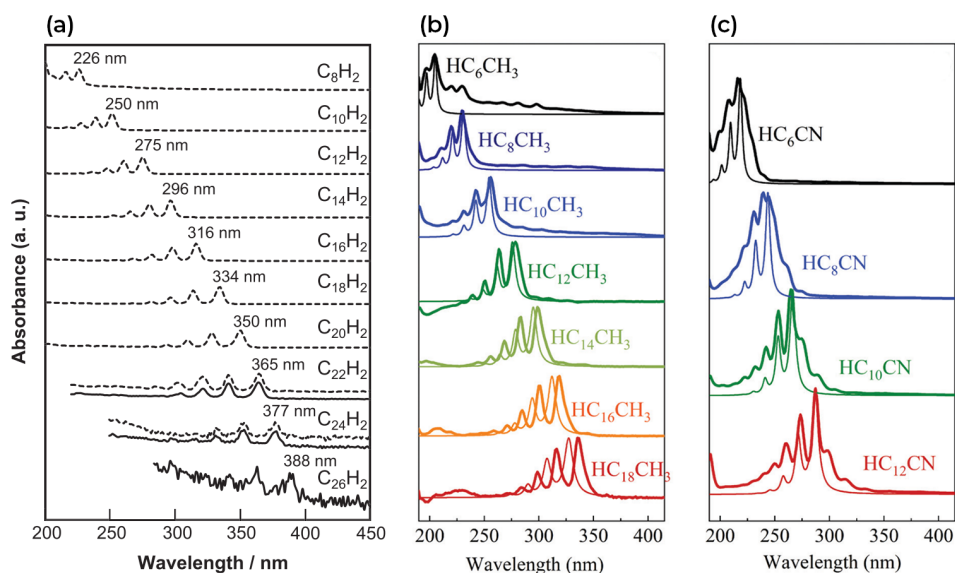 (a)
226 nm
C8H2
250 nm
C10H2
275 nm
C12H2
296 nm
C14H2
316 nm
C16H2
334 nm
C18H2
350 nm
C20H2
365 nm
C22H2
377 nm
C24H2
388 nm
C26H2
Absorbance (a. u.)
200 250 300 350 400 450
Wavelength / nm
(b)
HC6CH3
HC8CH3
HC10CH3
HC12CH3
HC14CH3
HC16CH3
HC18CH3
200 250 300 350 400
Wavelength (nm)
(c)
HC6CN
HC8CN
HC10CN
HC12CN
200 250 300 350 400
Wavelength (nm)